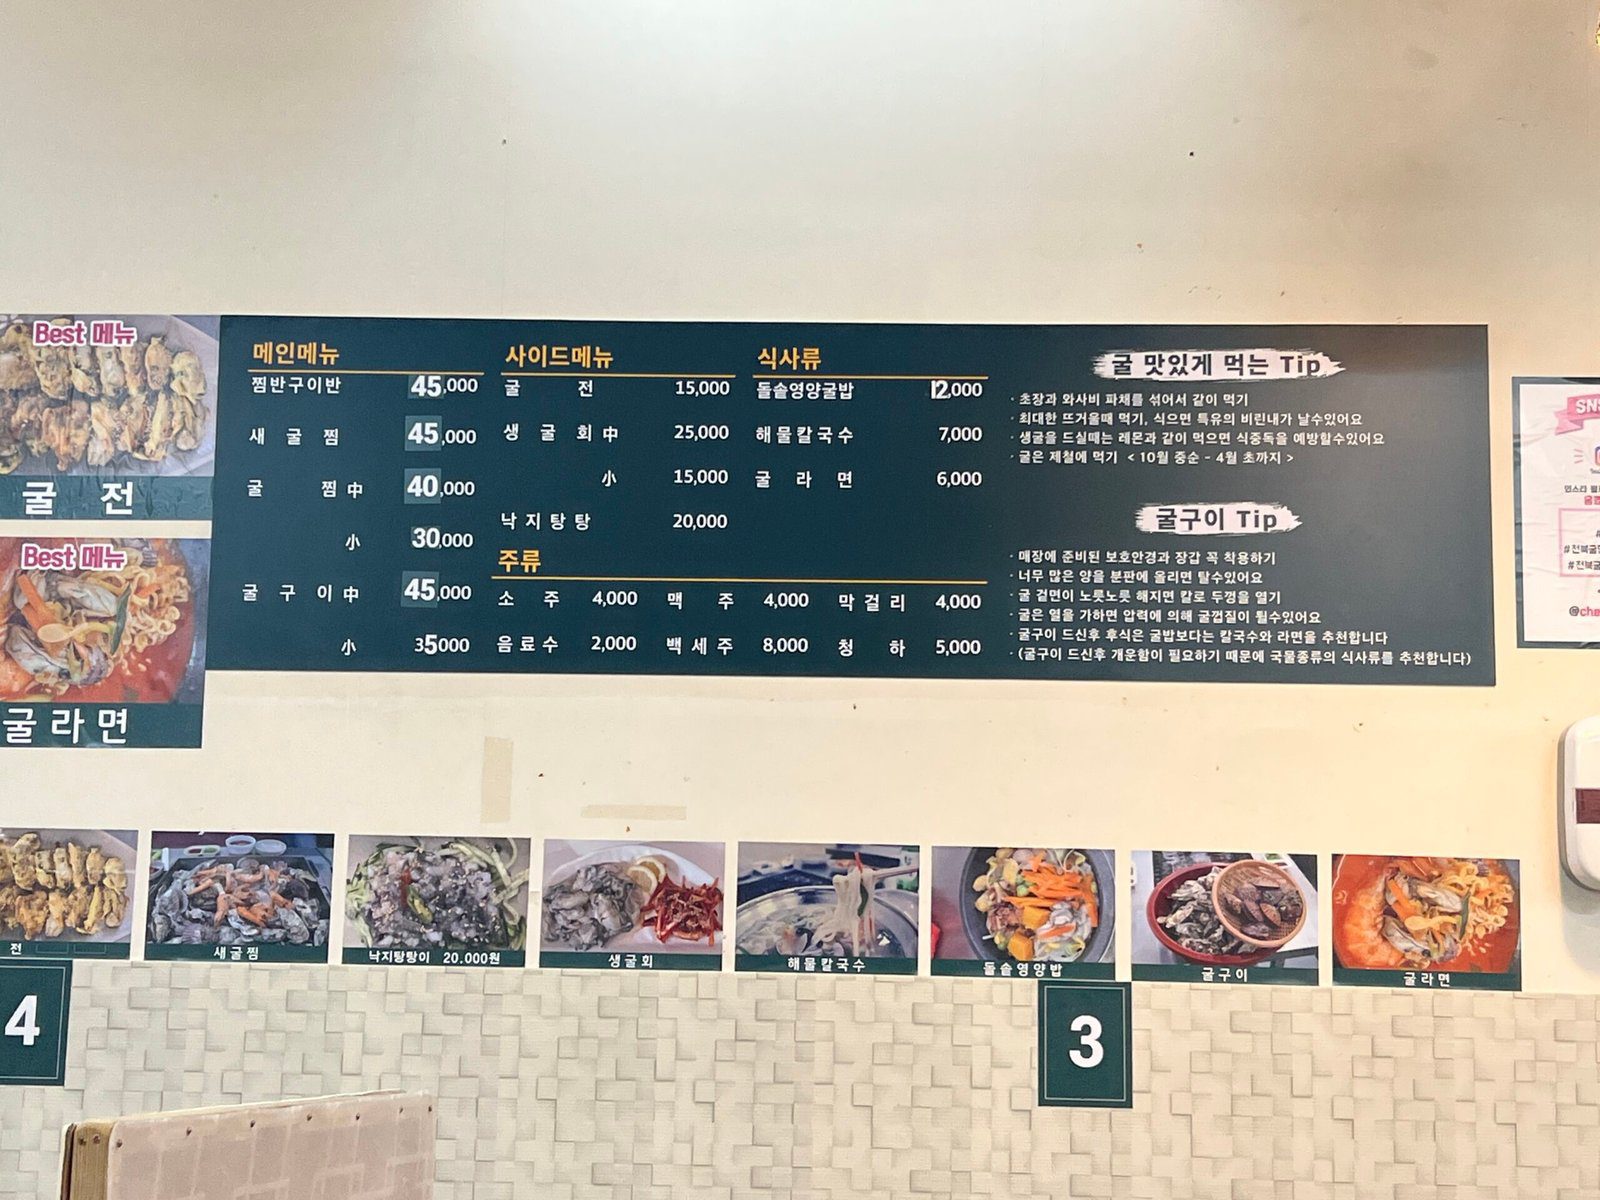 Best 메뉴
굴 전
Best 메뉴
굴라면
메인메뉴
찜반구이반 45,000
새굴찜 45,000
굴찜 中 40,000
小 30,000
굴구이 中 45,000
小 35000
사이드메뉴
굴전 15,000
생굴회 中 25,000
小 15,000
낙지탕탕 20,000
식사류
돌솥영양굴밥 12,000
해물칼국수 7,000
굴라면 6,000
주류
소주 4,000 맥주 4,000 막걸리 4,000
음료수 2,000 백세주 8,000 청하 5,000
굴 맛있게 먹는 Tip
· 초장과 와사비 파채를 섞어서 같이 먹기
· 최대한 뜨거울때 먹기, 식으면 특유의 비린내가 날수있어요
· 생굴을 드실때는 레몬과 같이 먹으면 식중독을 예방할수있어요
· 굴은 제철에 먹기 < 10월 중순 - 4월 초까지 >
굴구이 Tip
· 매장에 준비된 보호안경과 장갑 꼭 착용하기
· 너무 많은 양을 분판에 올리면 탈수있어요
· 굴 겉면이 노릇노릇 해지면 칼로 두껑을 열기
· 굴은 열을 가하면 압력에 의해 굴껍질이 튈수있어요
· 굴구이 드신후 후식은 굴밥보다는 칼국수와 라면을 추천합니다
· (굴구이 드신후 개운함이 필요하기 때문에 국물종류의 식사류를 추천합니다)
SNS
#전북굴
@cha
전
새굴찜
낙지탕탕이 20.000원
생굴회
해물칼국수
돌솥영양밥
굴구이
굴라면
4
3